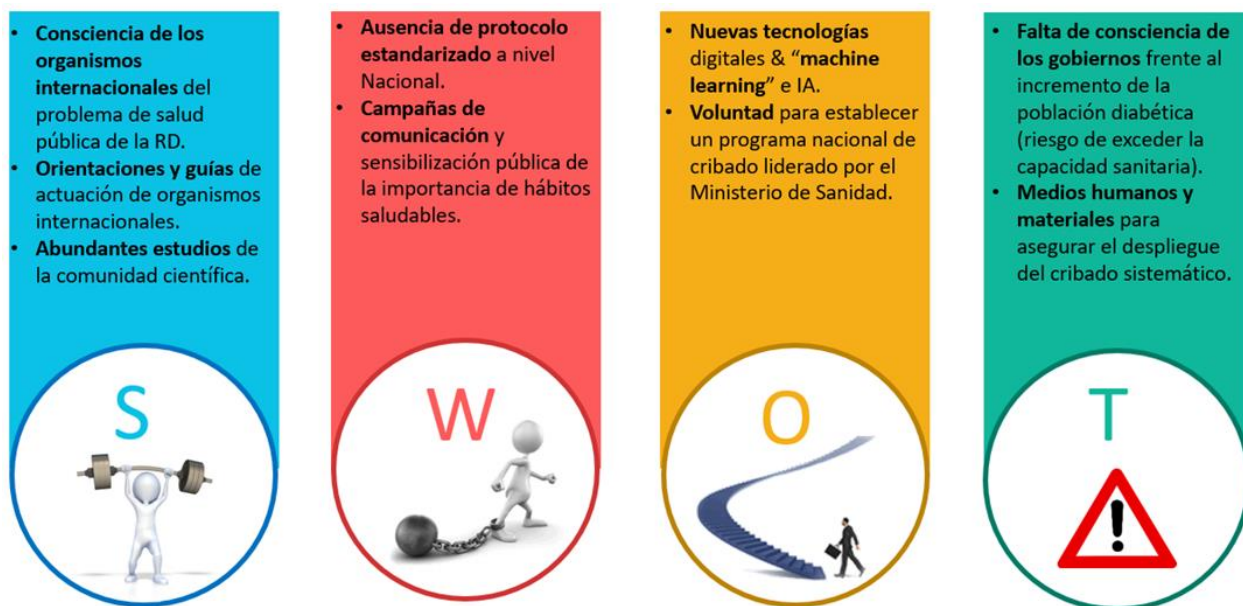 • Consciencia de los
organismos
internacionales del
problema de salud
pública de la RD.
• Orientaciones y guías de
actuación de organismos
internacionales.
• Abundantes estudios de
la comunidad científica.
S
• Ausencia de protocolo
estandarizado a nivel
Nacional.
• Campañas de
comunicación y
sensibilización pública de
la importancia de hábitos
saludables.
W
• Nuevas tecnologías
digitales & “machine
learning” e IA.
• Voluntad para establecer
un programa nacional de
cribado liderado por el
Ministerio de Sanidad.
O
• Falta de consciencia de
los gobiernos frente al
incremento de la
población diabética
(riesgo de exceder la
capacidad sanitaria).
• Medios humanos y
materiales para
asegurar el despliegue
del cribado sistemático.
T